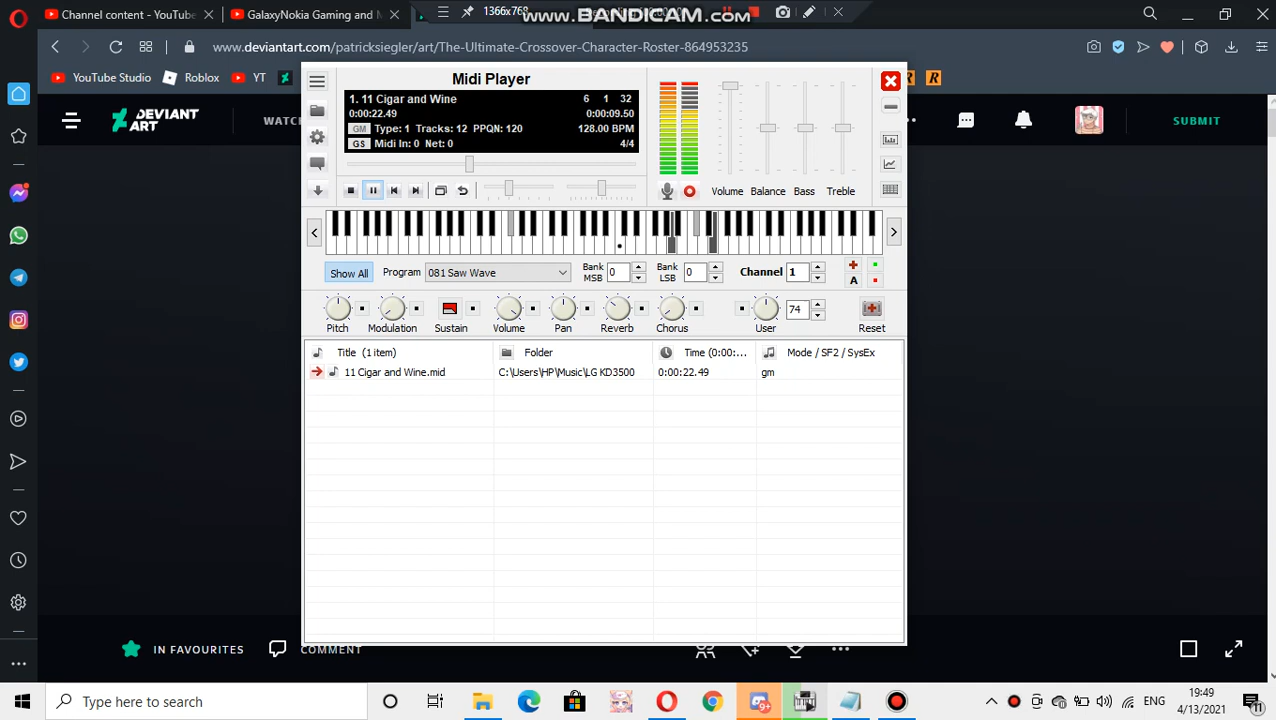 Channel content - YouTube
GalaxyNokia Gaming and
1366x768
www.BANDICAM.com
www.deviantart.com/patricksiegler/art/The-Ultimate-Crossover-Character-Roster-864953235
YouTube Studio
Roblox
YT
DEVIANT ART
WATCH
SUBMIT
Midi Player
1. 11 Cigar and Wine 6 1 32
0:00:22.49 0:00:09.50
GM Type: 1 Tracks: 12 PPQN: 120 128.00 BPM
GS Midi In: 0 Net: 0 4/4
Volume Balance Bass Treble
Show All Program 081 Saw Wave Bank MSB 0 Bank LSB 0 Channel 1 A
Pitch Modulation Sustain Volume Pan Reverb Chorus User 74 Reset
Title (1 item) Folder Time (0:00:... Mode / SF2 / SysEx
11 Cigar and Wine.mid C:\Users\HP\Music\LG KD3500 0:00:22.49 gm
IN FAVOURITES COMMENT
Type here to search
9+
ENG
19:49
4/13/2021
11